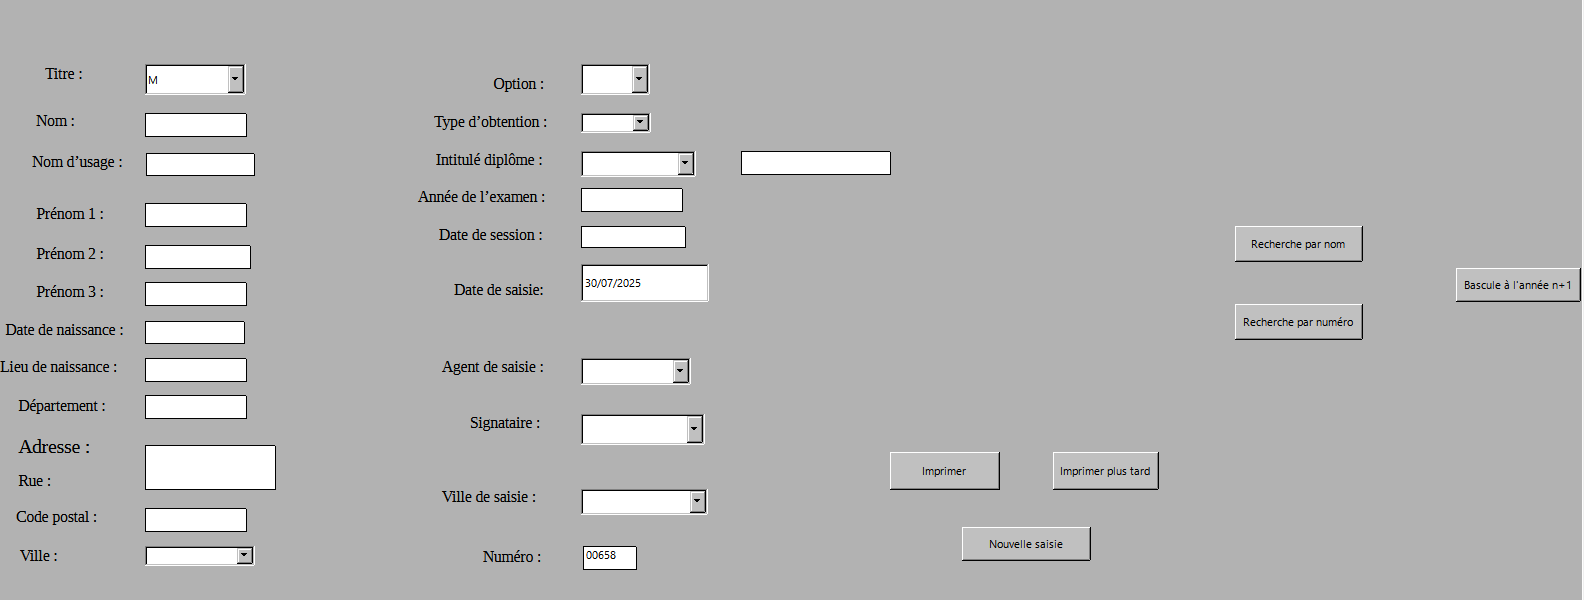 Titre :
M
Nom :
Nom d’usage :
Prénom 1 :
Prénom 2 :
Prénom 3 :
Date de naissance :
Lieu de naissance :
Département :
Adresse :
Rue :
Code postal :
Ville :
Option :
Type d’obtention :
Intitulé diplôme :
Année de l’examen :
Date de session :
Date de saisie:
30/07/2025
Agent de saisie :
Signataire :
Ville de saisie :
Numéro :
00658
Imprimer
Imprimer plus tard
Nouvelle saisie
Recherche par nom
Recherche par numéro
Bascule à l'année n+1